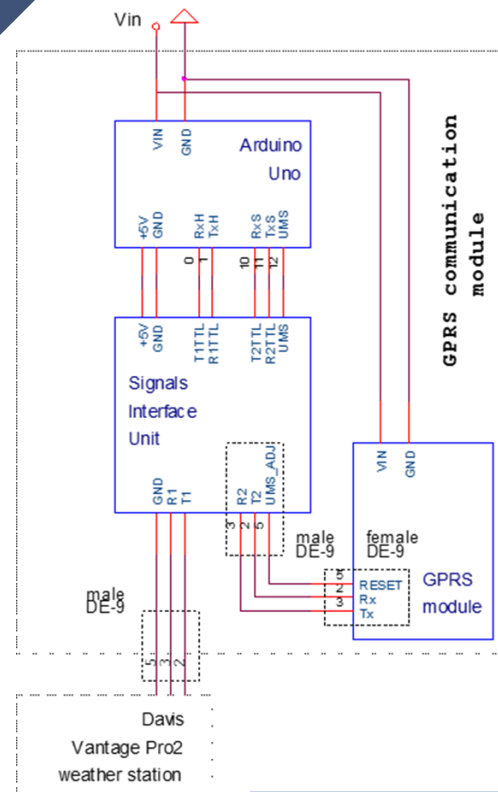 Vin
VIN
GND
Arduino
Uno
+5V
GND
RxH
TxH
RxS
TxS
UMS
0
1
10
11
12
GPRS communication
module
+5V
GND
T1TTL
R1TTL
T2TTL
R2TTL
UMS
Signals
Interface
Unit
GND
R1
T1
R2
T2
UMS_ADJ
3
2
5
VIN
GND
male
DE-9
female
DE-9
5
2
3
RESET
Rx
Tx
GPRS
module
male
DE-9
5
3
2
Davis
Vantage Pro2
weather station